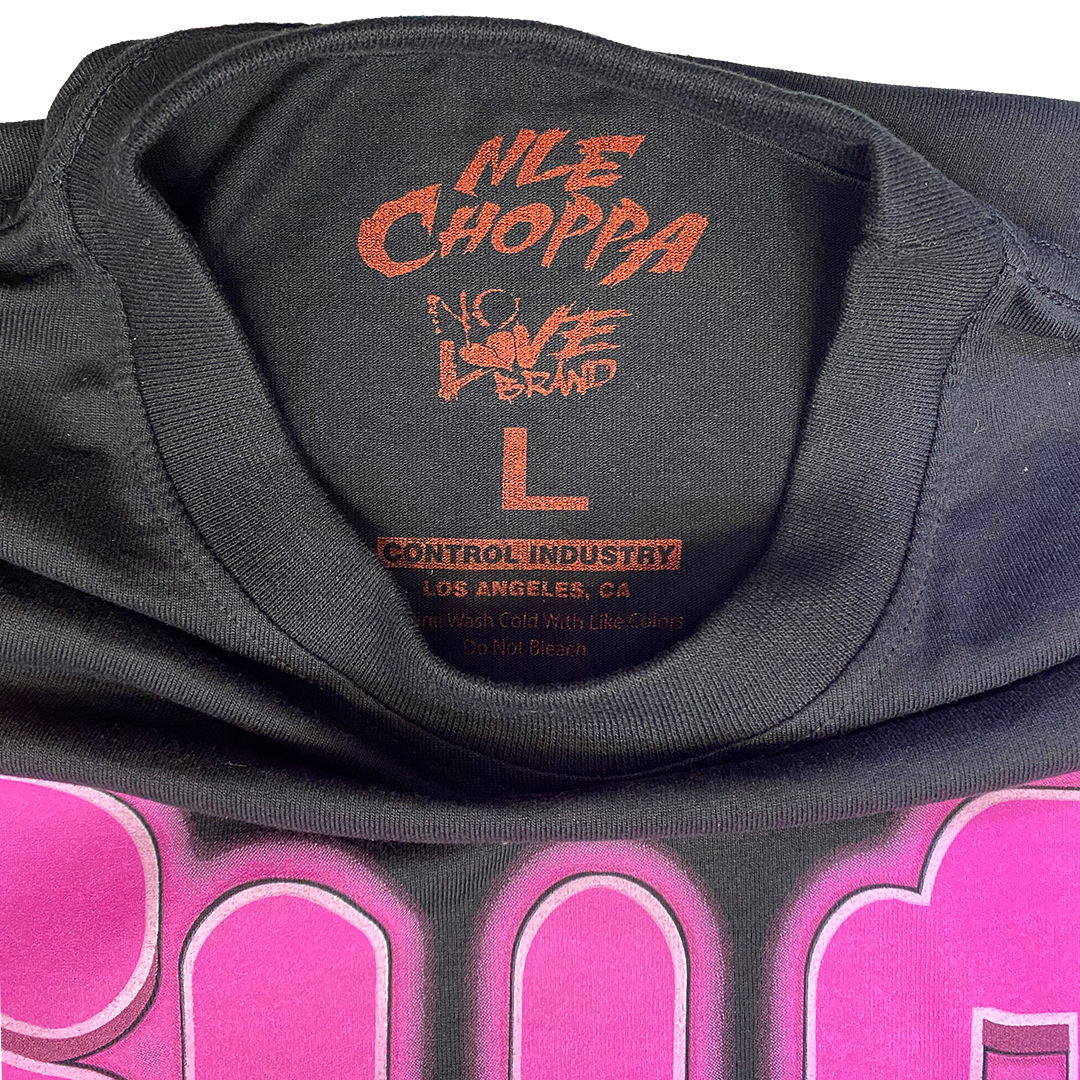 NLE
CHOPPA
NO
LOVE
BRAND
L
CONTROL INDUSTRY
LOS ANGELES, CA
Wash Cold With Like Colors
Do Not Bleach